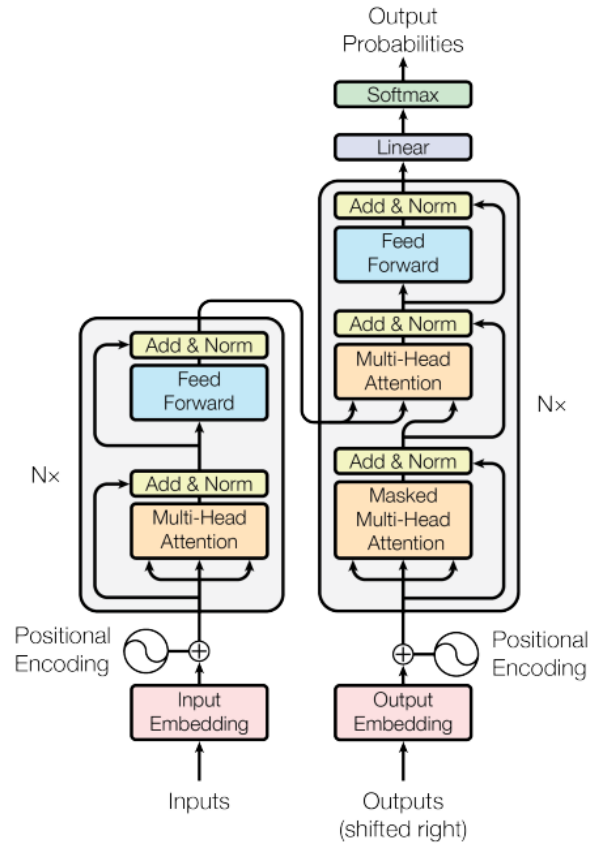 Output
Probabilities
Softmax
Linear
Add & Norm
Feed
Forward
Add & Norm
Multi-Head
Attention
Add & Norm
Masked
Multi-Head
Attention
Nx
Add & Norm
Feed
Forward
Add & Norm
Multi-Head
Attention
Nx
Positional
Encoding
Positional
Encoding
Input
Embedding
Output
Embedding
Inputs
Outputs
(shifted right)